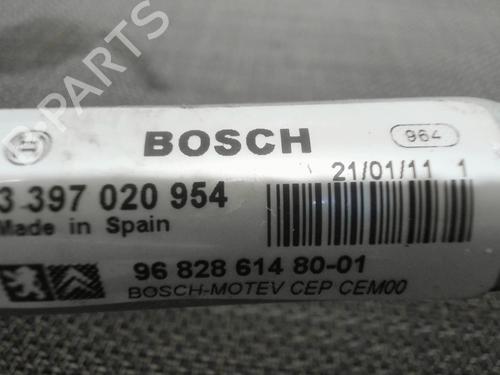 BOSCH
964
21/01/11 1
3 397 020 954
Made in Spain
96 828 614 80-01
BOSCH-MOTEV CEP CEM00